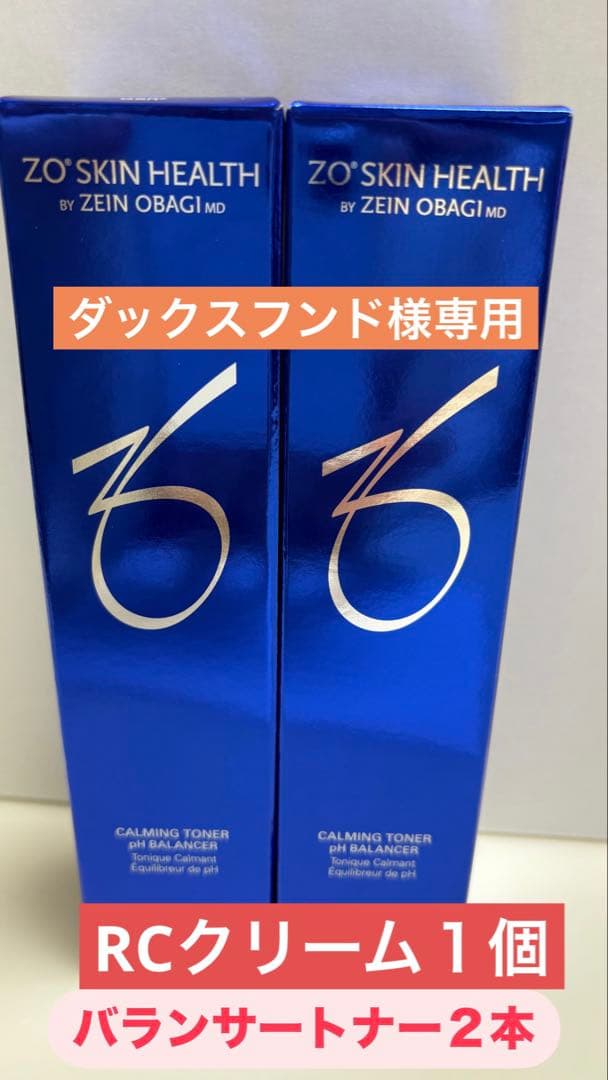 ZO® SKIN HEALTH
BY ZEIN OBAGI MD
ZO® SKIN HEALTH
BY ZEIN OBAGI MD
ダックスフンド様専用
CALMING TONER
pH BALANCER
Tonique Calmant
Équilibreur de pH
CALMING TONER
pH BALANCER
Tonique Calmant
Équilibreur de pH
RCクリーム1個
バランサートナー2本